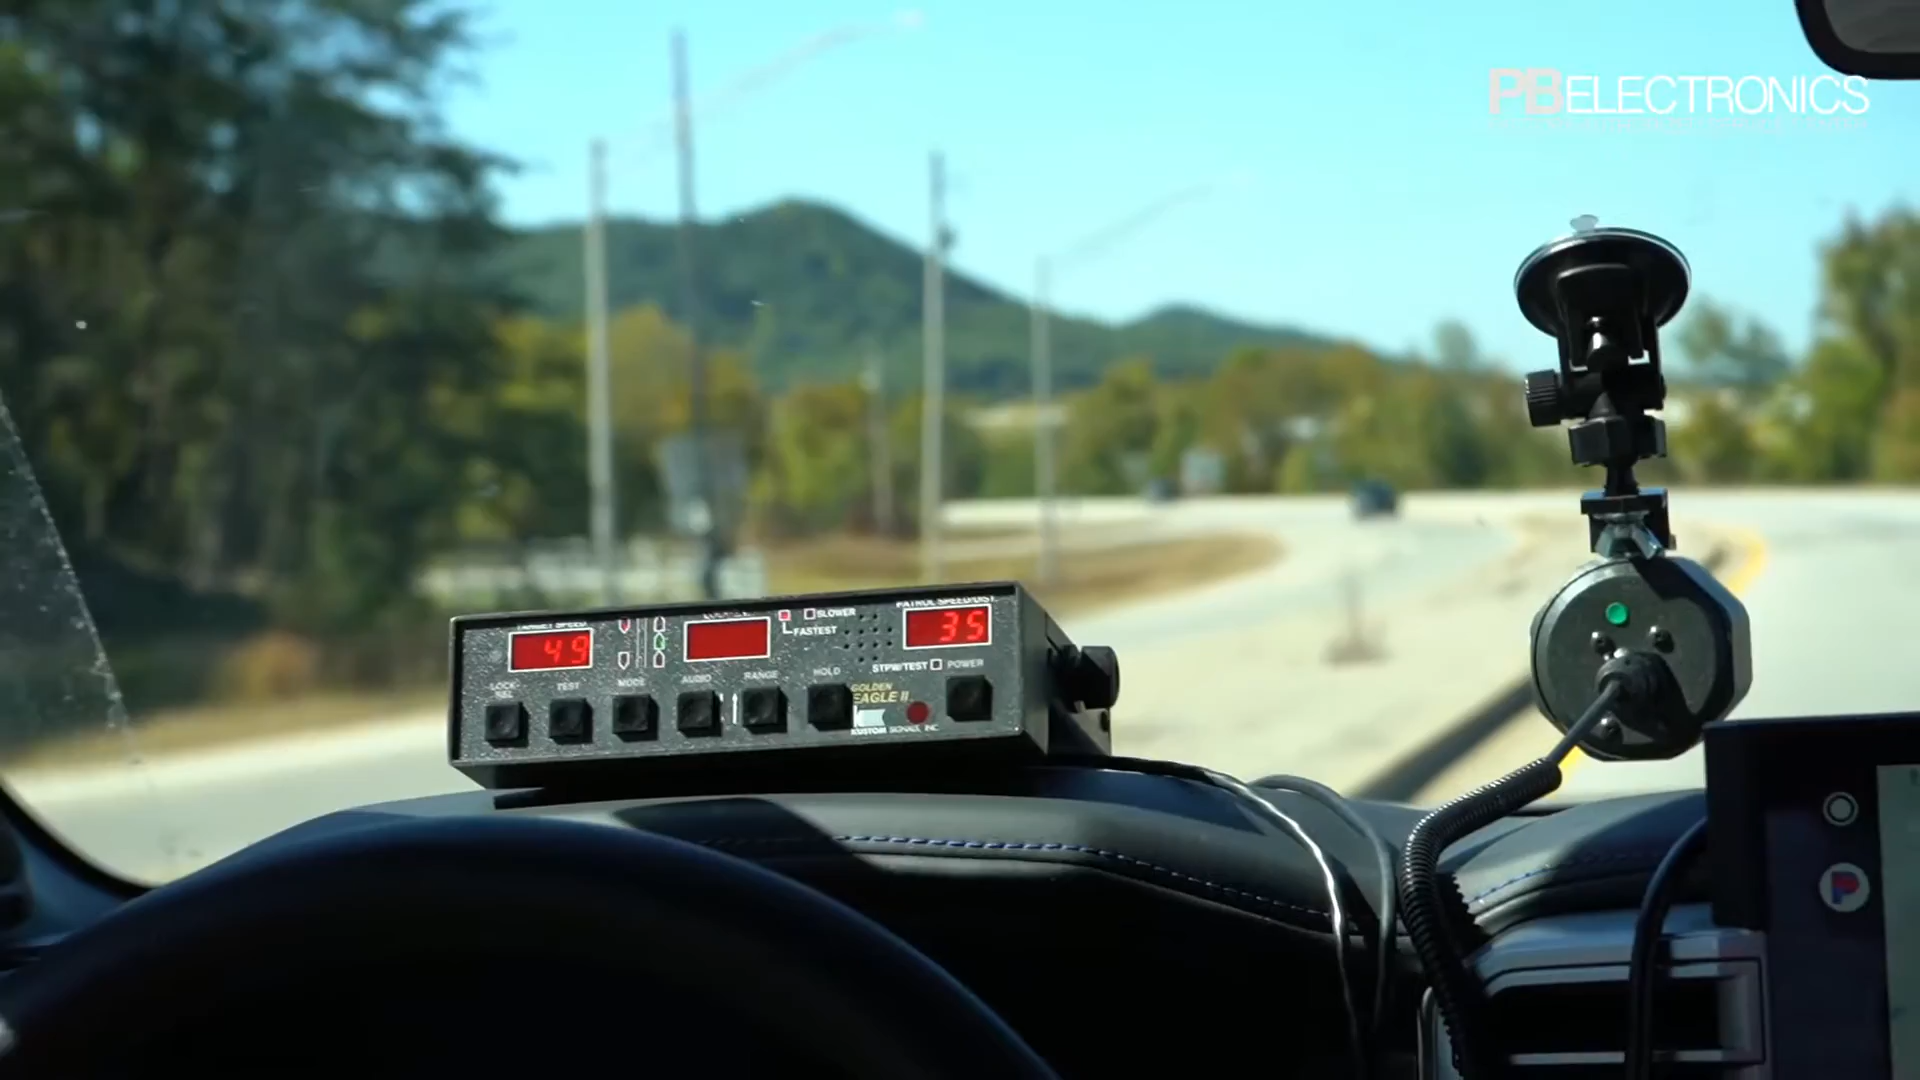 PBELECTRONICS
TARGET SPEED
49
SLOWER
FASTEST
PATROL SPEED/DIST.
35
STPW/TEST
POWER
LOCK-
REL
TEST
MODE
AUDIO
RANGE
HOLD
GOLDEN
EAGLE II
KUSTOM SIGNALS, INC.